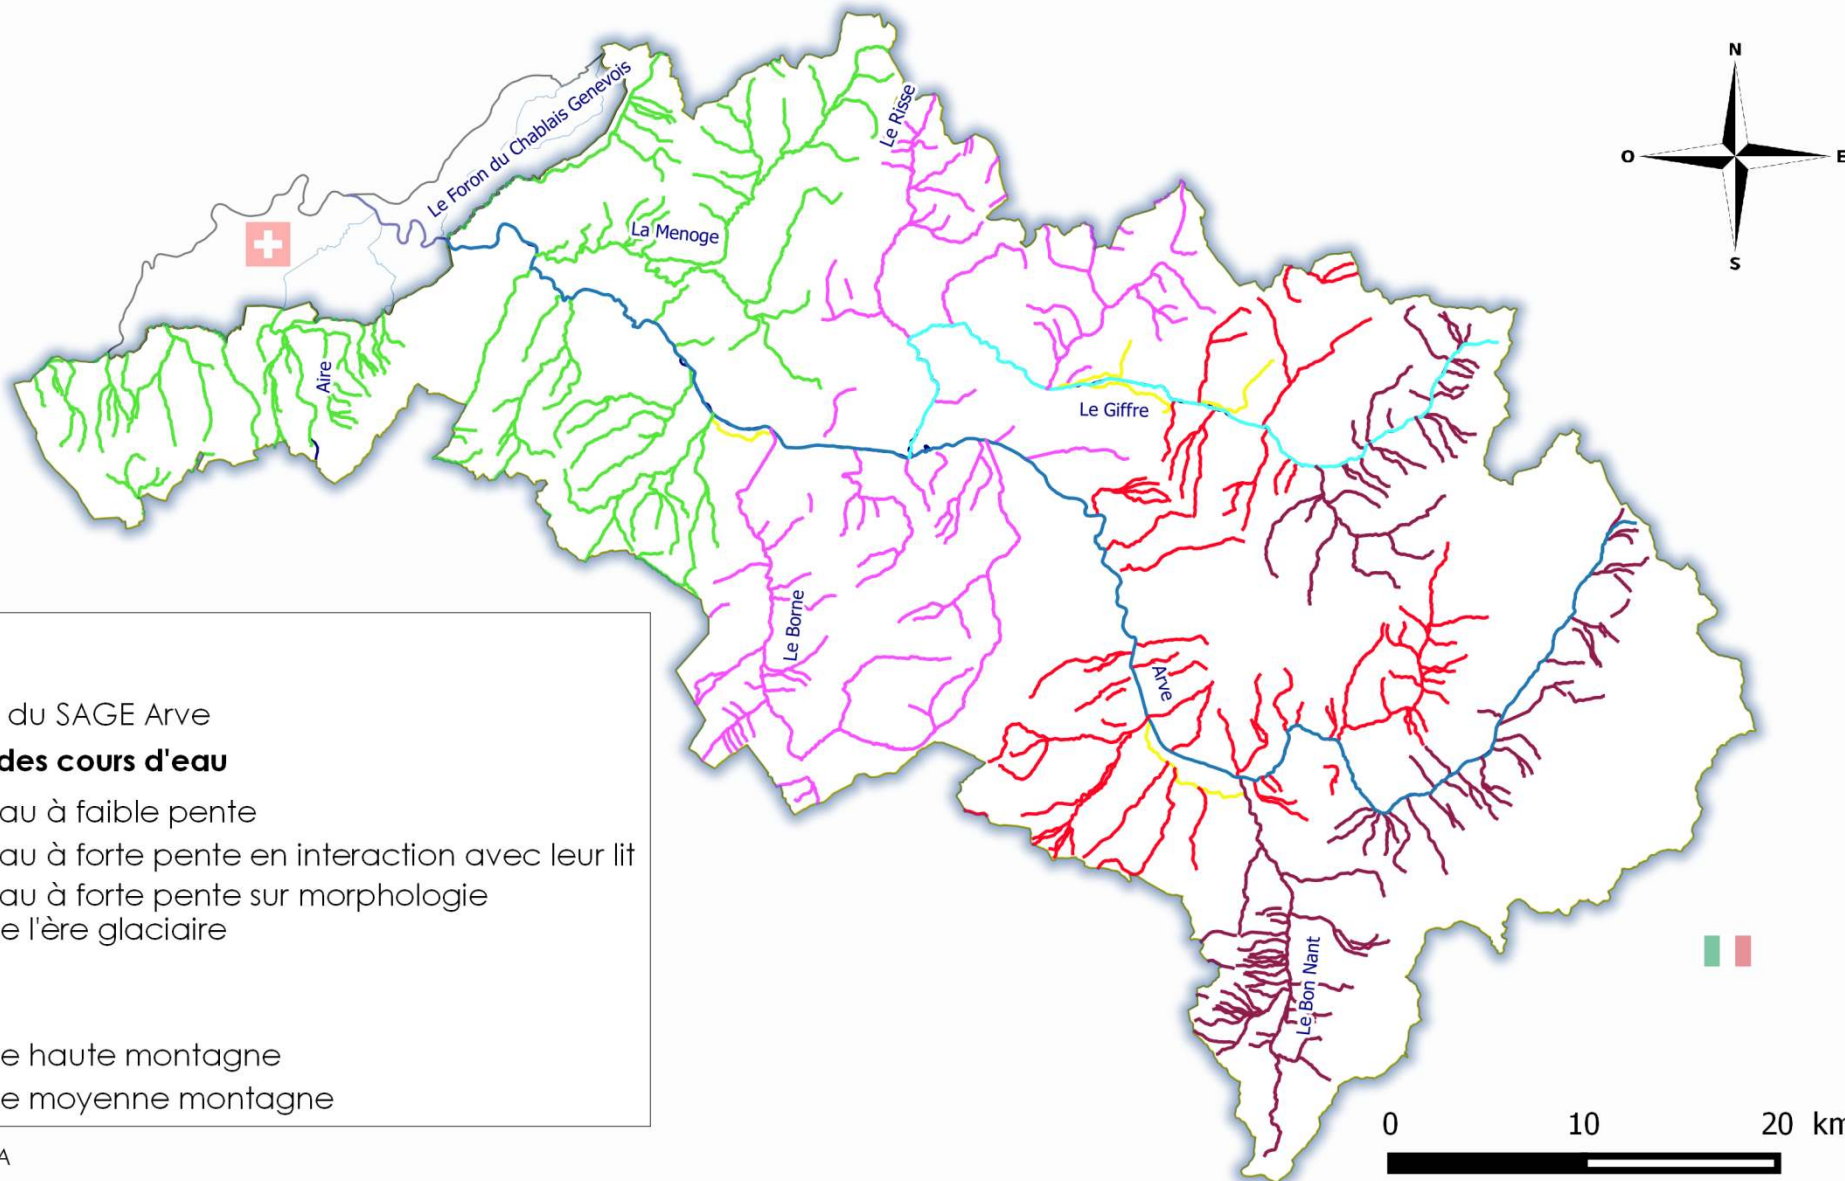 N
O
E
S
Le Foron du Chablais Genevois
Le Risse
La Menoge
Aire
Le Giffre
Le Borne
Arve
Le Bon Nant
du SAGE Arve
des cours d'eau
au à faible pente
au à forte pente en interaction avec leur lit
au à forte pente sur morphologie
e l'ère glaciaire
e haute montagne
e moyenne montagne
A
0 10 20 km